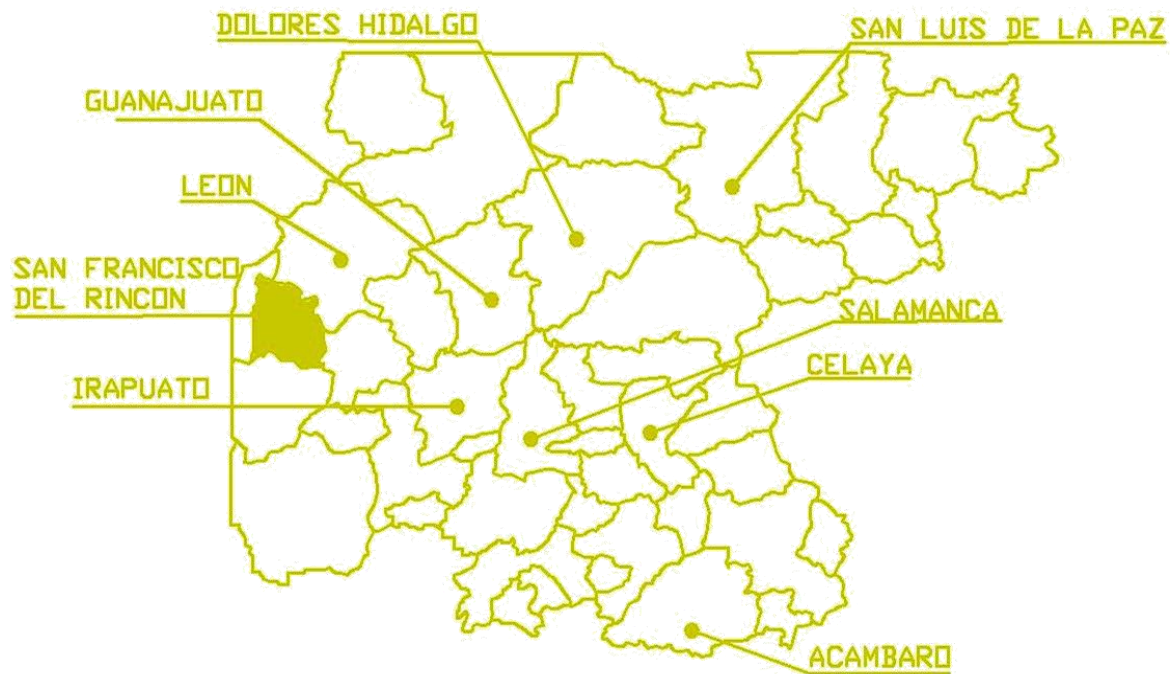 DOLORES HIDALGO
SAN LUIS DE LA PAZ
GUANAJUATO
LEON
SAN FRANCISCO
DEL RINCON
SALAMANCA
CELAYA
IRAPUATO
ACAMBARO